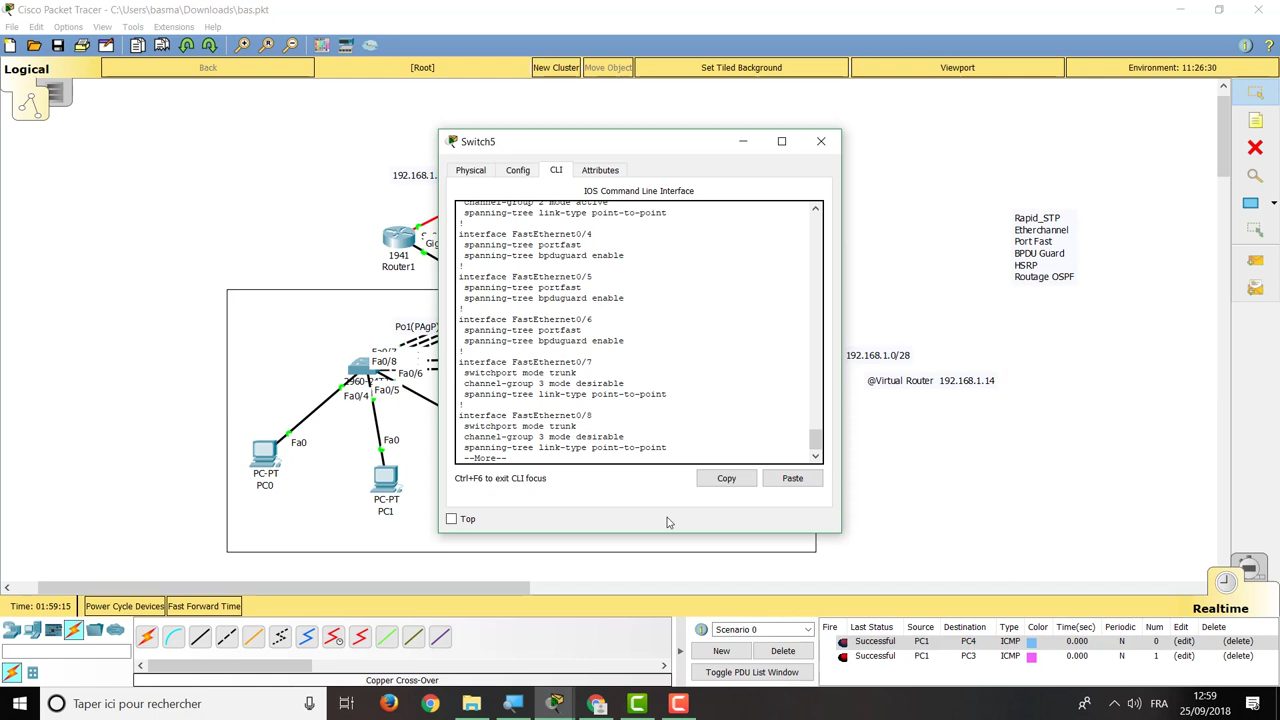 Cisco Packet Tracer - C:\Users\basma\Downloads\bas.pkt
File Edit View Options Tools Extensions Help
Logical Back [Root] New Cluster Move Object Set Tiled Background Viewport Environment: 11:26:30
192.168.1.
1941
Router1
Gig
Po1(PAgP)
Fa0/7
Fa0/8
Fa0/6
Fa0/5
Fa0/4
Fa0
PC-PT
PC0
Fa0
PC-PT
PC1
Switch5
Physical Config CLI Attributes
IOS Command Line Interface
channel-group 2 mode active
spanning-tree link-type point-to-point
!
interface FastEthernet0/4
spanning-tree portfast
spanning-tree bpduguard enable
!
interface FastEthernet0/5
spanning-tree portfast
spanning-tree bpduguard enable
!
interface FastEthernet0/6
spanning-tree portfast
spanning-tree bpduguard enable
!
interface FastEthernet0/7
switchport mode trunk
channel-group 3 mode desirable
spanning-tree link-type point-to-point
!
interface FastEthernet0/8
switchport mode trunk
channel-group 3 mode desirable
spanning-tree link-type point-to-point
--More--
Ctrl+F6 to exit CLI focus
Copy Paste
Top
Rapid_STP
Etherchannel
Port Fast
BPDU Guard
HSRP
Routage OSPF
192.168.1.0/28
@Virtual Router 192.168.1.14
Time: 01:59:15 Power Cycle Devices Fast Forward Time
Realtime
Copper Cross-Over
Scenario 0
New Delete
Toggle PDU List Window
Fire Last Status Source Destination Type Color Time(sec) Periodic Num Edit Delete
Successful PC1 PC4 ICMP 0.000 N 0 (edit) (delete)
Successful PC1 PC3 ICMP 0.000 N 1 (edit) (delete)
Taper ici pour rechercher
FRA
12:59
25/09/2018